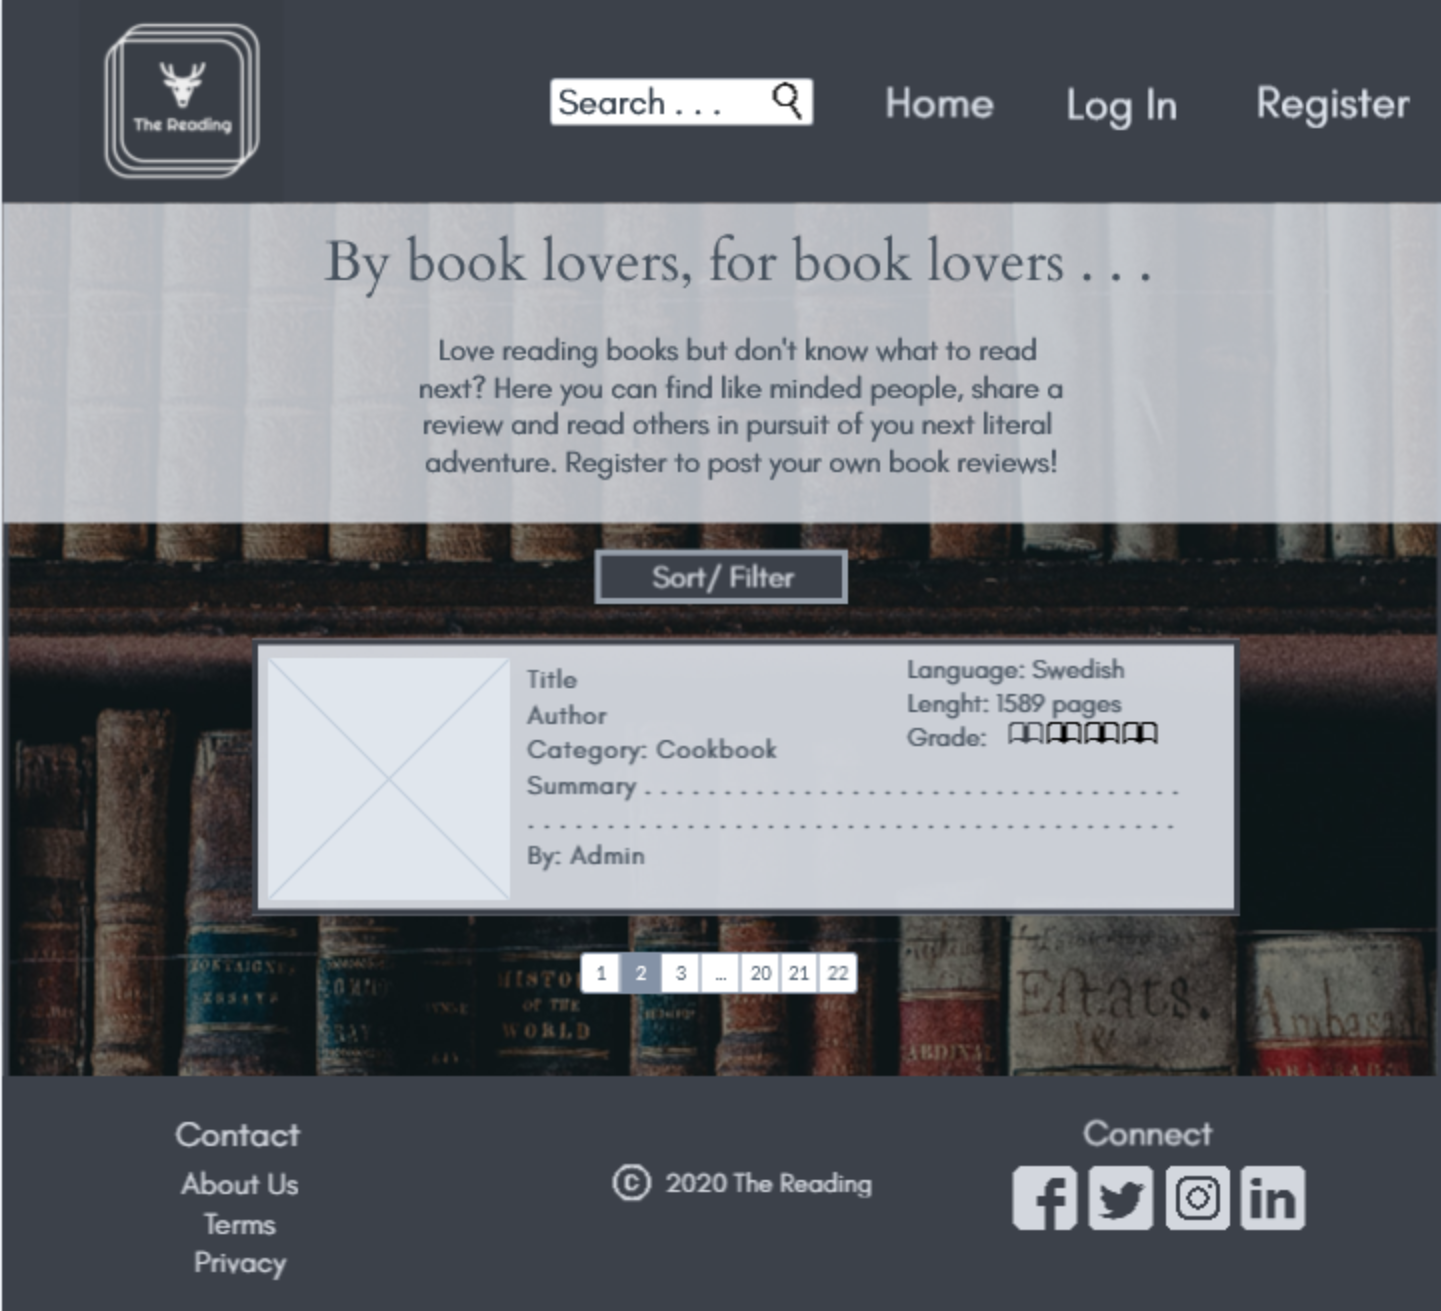 The Reading
Search . . .
Home
Log In
Register
By book lovers, for book lovers . . .
Love reading books but don't know what to read
next? Here you can find like minded people, share a
review and read others in pursuit of you next literal
adventure. Register to post your own book reviews!
Sort/ Filter
Title
Author
Category: Cookbook
Summary . . . . . . . . . . . . . . . . . . . . . . . . . . . . . . . . . .
. . . . . . . . . . . . . . . . . . . . . . . . . . . . . . . . . . . . . . . . .
By: Admin
Language: Swedish
Lenght: 1589 pages
Grade:
1 2 3 ... 20 21 22
OF THE
WORLD
Eſtats.
Contact
About Us
Terms
Privacy
© 2020 The Reading
Connect